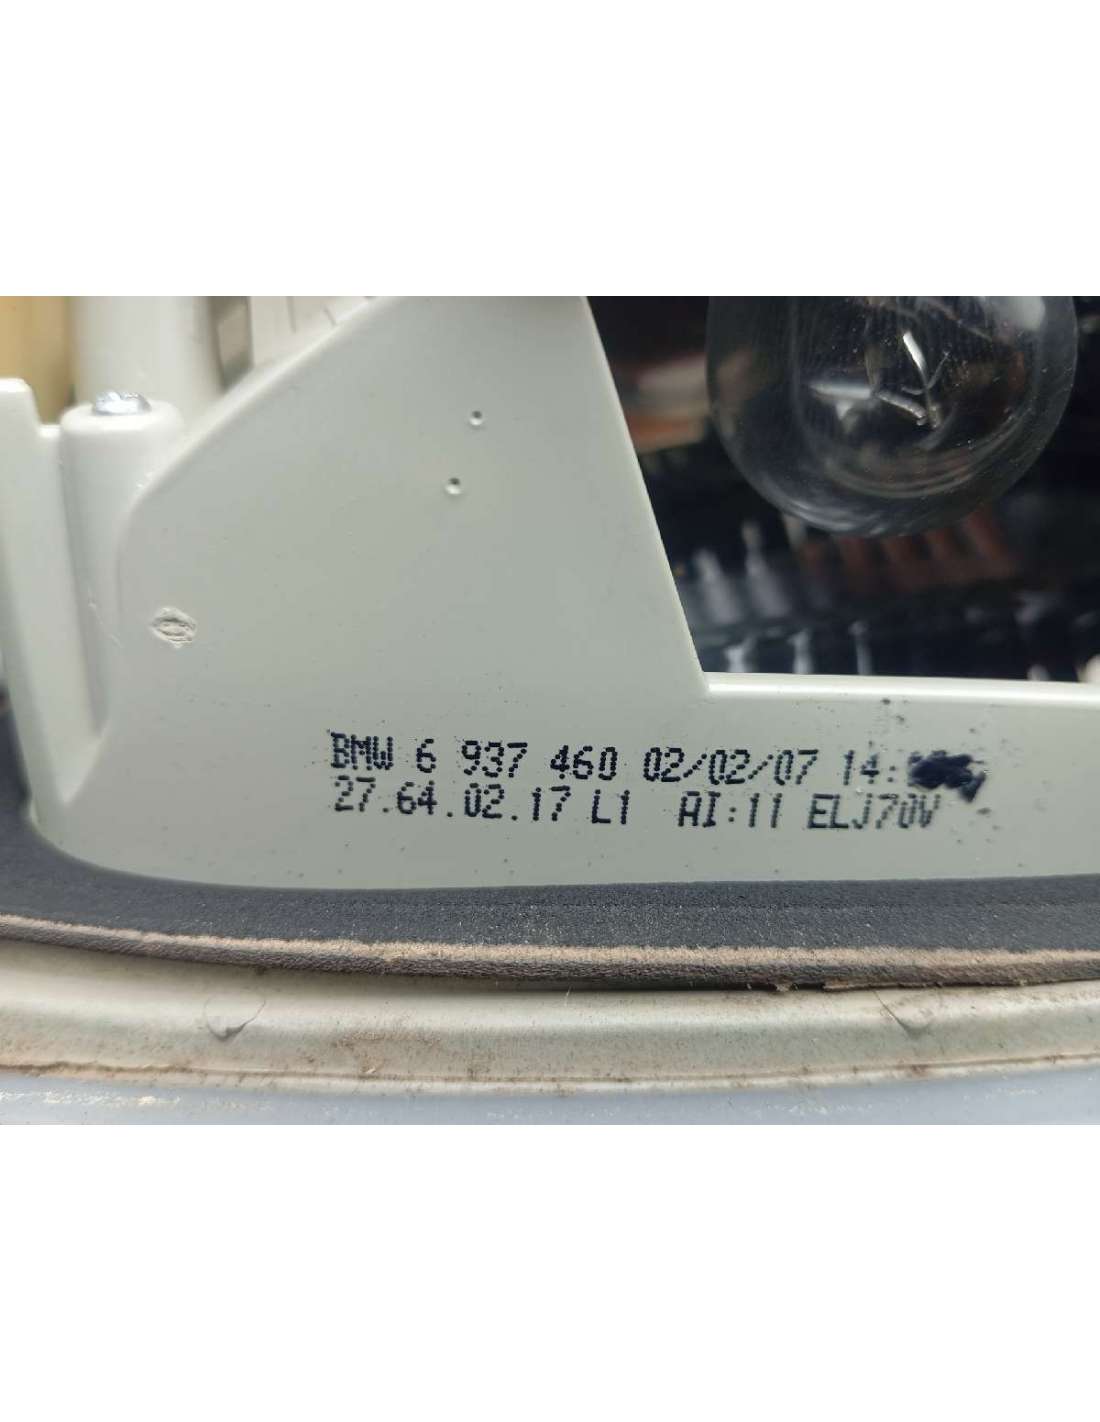 BMW 6 937 460 02/02/07 14:
27.64.02.17 L1 AI:11 ELJ70V